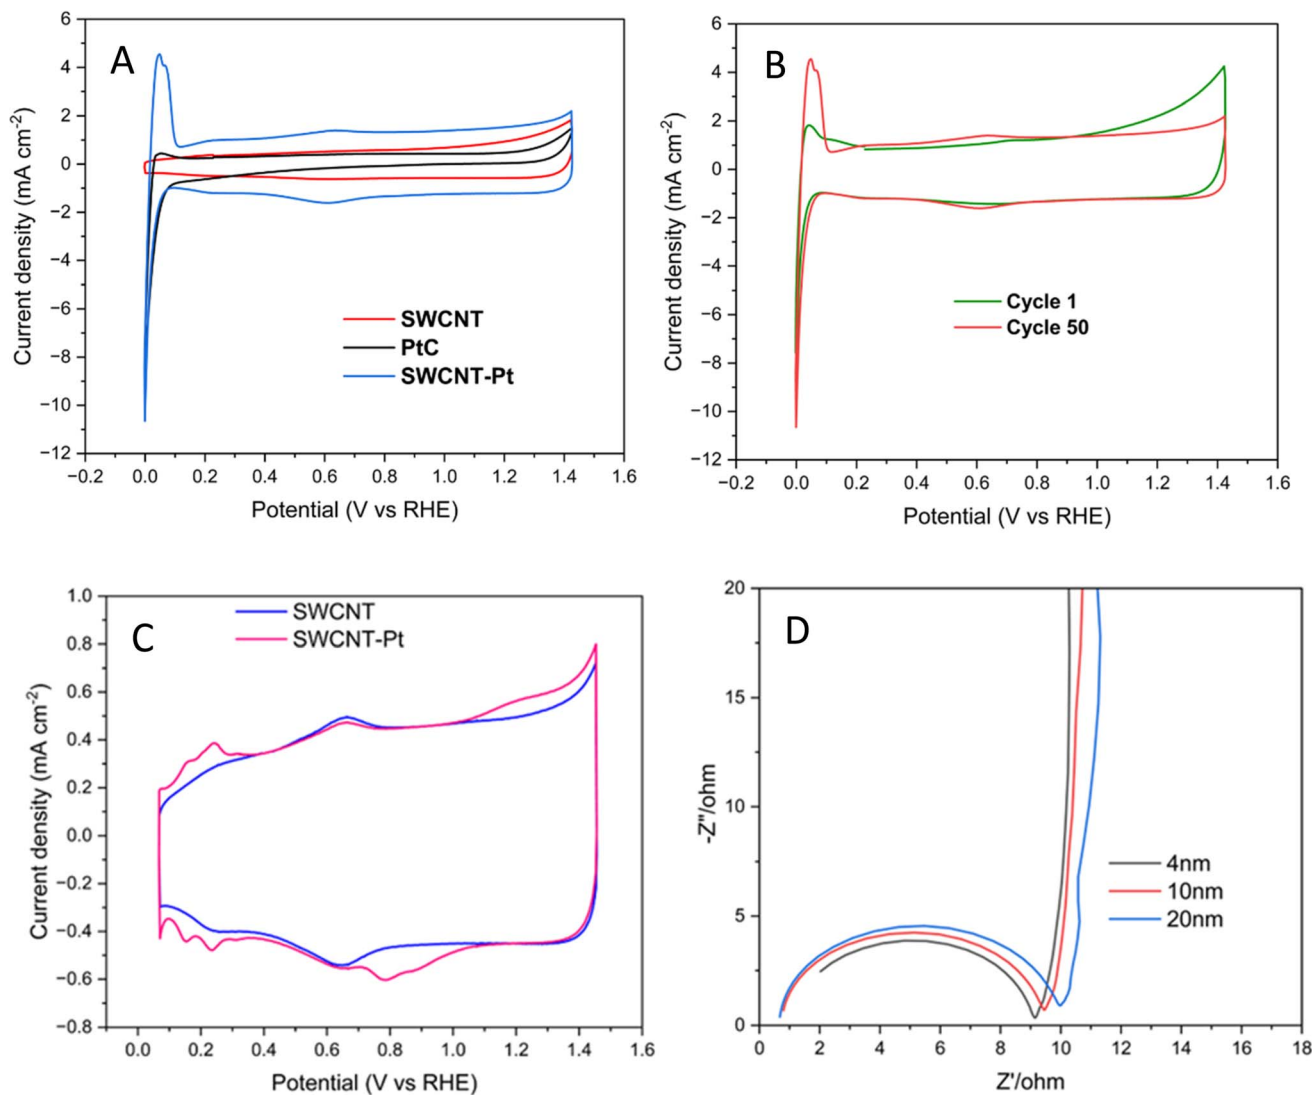 A
6
4
2
0
−2
−4
−6
−8
−10
−12
−0.2 0.0 0.2 0.4 0.6 0.8 1.0 1.2 1.4 1.6
Current density (mA cm⁻²)
Potential (V vs RHE)
SWCNT
PtC
SWCNT-Pt
B
6
4
2
0
−2
−4
−6
−8
−10
−12
−0.2 0.0 0.2 0.4 0.6 0.8 1.0 1.2 1.4 1.6
Current density (mA cm⁻²)
Potential (V vs RHE)
Cycle 1
Cycle 50
C
1.0
0.8
0.6
0.4
0.2
0.0
−0.2
−0.4
−0.6
−0.8
0.0 0.2 0.4 0.6 0.8 1.0 1.2 1.4 1.6
Current density (mA cm⁻²)
Potential (V vs RHE)
SWCNT
SWCNT-Pt
D
20
15
10
5
0
0 2 4 6 8 10 12 14 16 18
-Z"/ohm
Z'/ohm
4nm
10nm
20nm